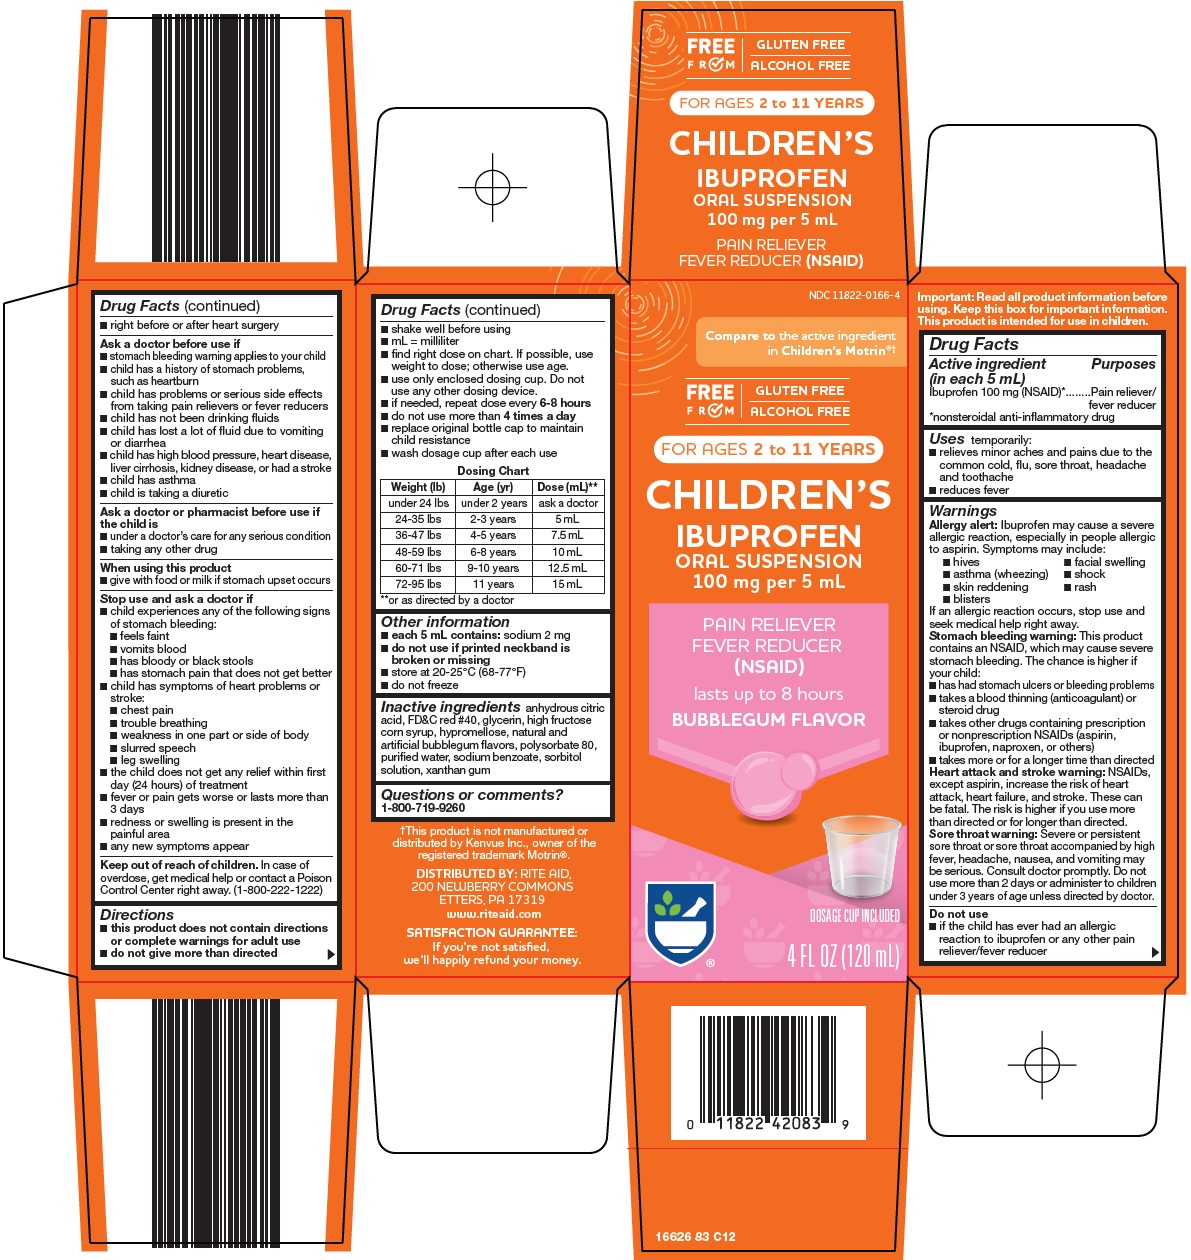 FREE
FROM
GLUTEN FREE
ALCOHOL FREE
FOR AGES 2 to 11 YEARS
CHILDREN'S
IBUPROFEN
ORAL SUSPENSION
100 mg per 5 mL
PAIN RELIEVER
FEVER REDUCER (NSAID)
Drug Facts (continued)
■ right before or after heart surgery
Ask a doctor before use if
■ stomach bleeding warning applies to your child
■ child has a history of stomach problems,
such as heartburn
■ child has problems or serious side effects
from taking pain relievers or fever reducers
■ child has not been drinking fluids
■ child has lost a lot of fluid due to vomiting
or diarrhea
■ child has high blood pressure, heart disease,
liver cirrhosis, kidney disease, or had a stroke
■ child has asthma
■ child is taking a diuretic
Ask a doctor or pharmacist before use if
the child is
■ under a doctor's care for any serious condition
■ taking any other drug
When using this product
■ give with food or milk if stomach upset occurs
Stop use and ask a doctor if
■ child experiences any of the following signs
of stomach bleeding:
■ feels faint
■ vomits blood
■ has bloody or black stools
■ has stomach pain that does not get better
■ child has symptoms of heart problems or
stroke:
■ chest pain
■ trouble breathing
■ weakness in one part or side of body
■ slurred speech
■ leg swelling
■ the child does not get any relief within first
day (24 hours) of treatment
■ fever or pain gets worse or lasts more than
3 days
■ redness or swelling is present in the
painful area
■ any new symptoms appear
Keep out of reach of children. In case of
overdose, get medical help or contact a Poison
Control Center right away. (1-800-222-1222)
Directions
■ this product does not contain directions
or complete warnings for adult use
■ do not give more than directed
Drug Facts (continued)
■ shake well before using
■ mL = milliliter
■ find right dose on chart. If possible, use
weight to dose; otherwise use age.
■ use only enclosed dosing cup. Do not
use any other dosing device.
■ if needed, repeat dose every 6-8 hours
■ do not use more than 4 times a day
■ replace original bottle cap to maintain
child resistance
■ wash dosage cup after each use
Dosing Chart
Weight (lb) Age (yr) Dose (mL)**
under 24 lbs under 2 years ask a doctor
24-35 lbs 2-3 years 5 mL
36-47 lbs 4-5 years 7.5 mL
48-59 lbs 6-8 years 10 mL
60-71 lbs 9-10 years 12.5 mL
72-95 lbs 11 years 15 mL
**or as directed by a doctor
Other information
■ each 5 mL contains: sodium 2 mg
■ do not use if printed neckband is
broken or missing
■ store at 20-25°C (68-77°F)
■ do not freeze
Inactive ingredients anhydrous citric
acid, FD&C red #40, glycerin, high fructose
corn syrup, hypromellose, natural and
artificial bubblegum flavors, polysorbate 80,
purified water, sodium benzoate, sorbitol
solution, xanthan gum
Questions or comments?
1-800-719-9260
†This product is not manufactured or
distributed by Kenvue Inc., owner of the
registered trademark Motrin®.
DISTRIBUTED BY: RITE AID,
200 NEWBERRY COMMONS
ETTERS, PA 17319
www.riteaid.com
SATISFACTION GUARANTEE:
If you're not satisfied,
we'll happily refund your money.
NDC 11822-0166-4
Compare to the active ingredient
in Children's Motrin®†
FREE
FROM
GLUTEN FREE
ALCOHOL FREE
FOR AGES 2 to 11 YEARS
CHILDREN'S
IBUPROFEN
ORAL SUSPENSION
100 mg per 5 mL
PAIN RELIEVER
FEVER REDUCER
(NSAID)
lasts up to 8 hours
BUBBLEGUM FLAVOR
DOSAGE CUP INCLUDED
®
4 FL OZ (120 mL)
Important: Read all product information before
using. Keep this box for important information.
This product is intended for use in children.
Drug Facts
Active ingredient Purposes
(in each 5 mL)
Ibuprofen 100 mg (NSAID)*........Pain reliever/
fever reducer
*nonsteroidal anti-inflammatory drug
Uses temporarily:
■ relieves minor aches and pains due to the
common cold, flu, sore throat, headache
and toothache
■ reduces fever
Warnings
Allergy alert: Ibuprofen may cause a severe
allergic reaction, especially in people allergic
to aspirin. Symptoms may include:
■ hives ■ facial swelling
■ asthma (wheezing) ■ shock
■ skin reddening ■ rash
■ blisters
If an allergic reaction occurs, stop use and
seek medical help right away.
Stomach bleeding warning: This product
contains an NSAID, which may cause severe
stomach bleeding. The chance is higher if
your child:
■ has had stomach ulcers or bleeding problems
■ takes a blood thinning (anticoagulant) or
steroid drug
■ takes other drugs containing prescription
or nonprescription NSAIDs (aspirin,
ibuprofen, naproxen, or others)
■ takes more or for a longer time than directed
Heart attack and stroke warning: NSAIDs,
except aspirin, increase the risk of heart
attack, heart failure, and stroke. These can
be fatal. The risk is higher if you use more
than directed or for longer than directed.
Sore throat warning: Severe or persistent
sore throat or sore throat accompanied by high
fever, headache, nausea, and vomiting may
be serious. Consult doctor promptly. Do not
use more than 2 days or administer to children
under 3 years of age unless directed by doctor.
Do not use
■ if the child has ever had an allergic
reaction to ibuprofen or any other pain
reliever/fever reducer
0 11822 42083 9
16626 83 C12